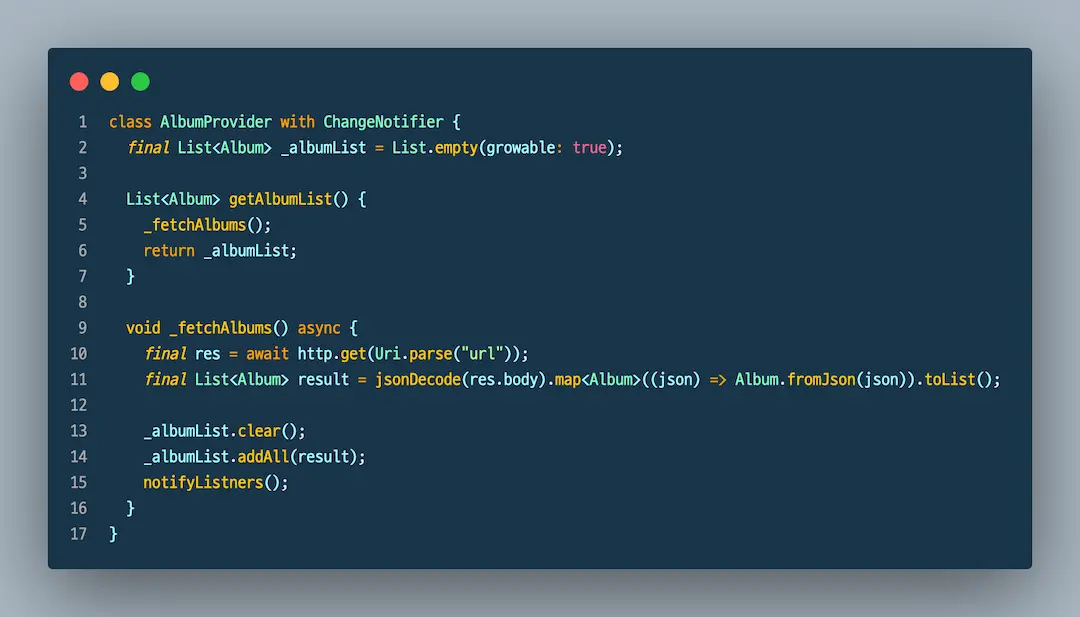 1 class AlbumProvider with ChangeNotifier {
2   final List<Album> _albumList = List.empty(growable: true);
3
4   List<Album> getAlbumList() {
5     _fetchAlbums();
6     return _albumList;
7   }
8
9   void _fetchAlbums() async {
10     final res = await http.get(Uri.parse("url"));
11     final List<Album> result = jsonDecode(res.body).map<Album>((json) => Album.fromJson(json)).toList();
12
13     _albumList.clear();
14     _albumList.addAll(result);
15     notifyListners();
16   }
17 }